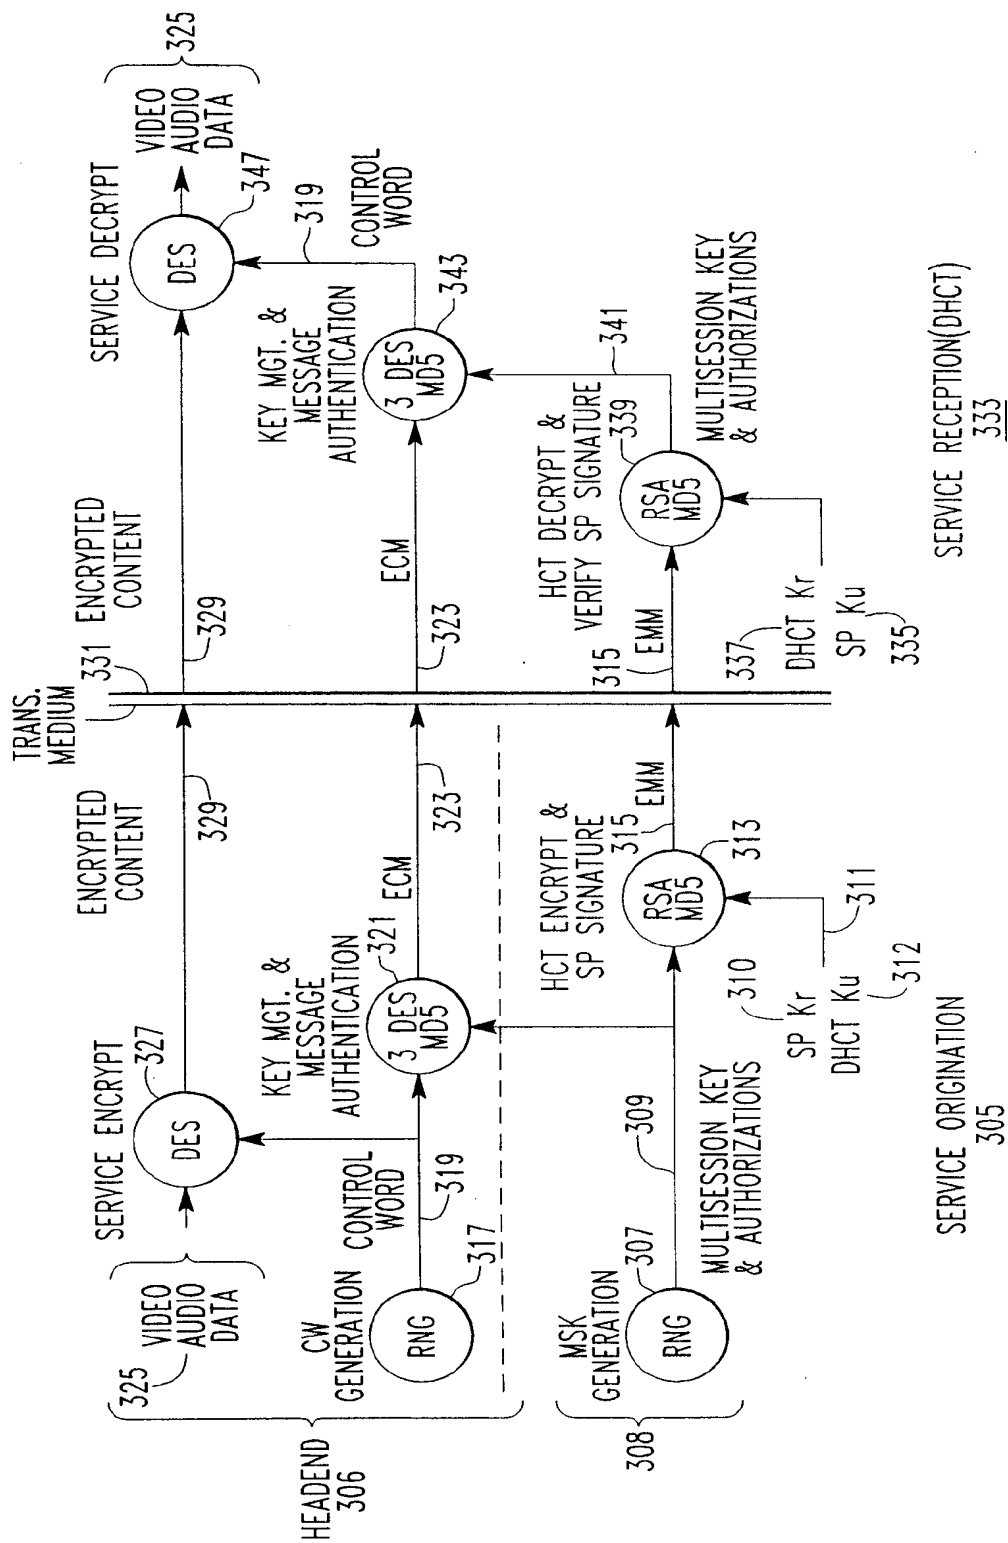 TRANS.
MEDIUM
331
SERVICE ENCRYPT
327
DES
325
VIDEO
AUDIO
DATA
ENCRYPTED
CONTENT
329
ENCRYPTED
CONTENT
329
SERVICE DECRYPT
DES
347
VIDEO
AUDIO
DATA
325
HEADEND
306
CW
GENERATION
RNG
317
CONTROL
WORD
319
KEY MGT. &
MESSAGE
AUTHENTICATION
321
3 DES
MD5
ECM
323
ECM
323
KEY MGT. &
MESSAGE
AUTHENTICATION
3 DES
MD5
343
319
CONTROL
WORD
308
MSK
GENERATION
307
RNG
309
MULTISESSION KEY
& AUTHORIZATIONS
HCT ENCRYPT &
SP SIGNATURE
RSA
MD5
313
315
EMM
310
SP Kr
DHCT Ku
312
311
315
EMM
HCT DECRYPT &
VERIFY SP SIGNATURE
339
RSA
MD5
341
MULTISESSION KEY
& AUTHORIZATIONS
337
DHCT Kr
SP Ku
335
SERVICE ORIGINATION
305
SERVICE RECEPTION(DHCT)
333